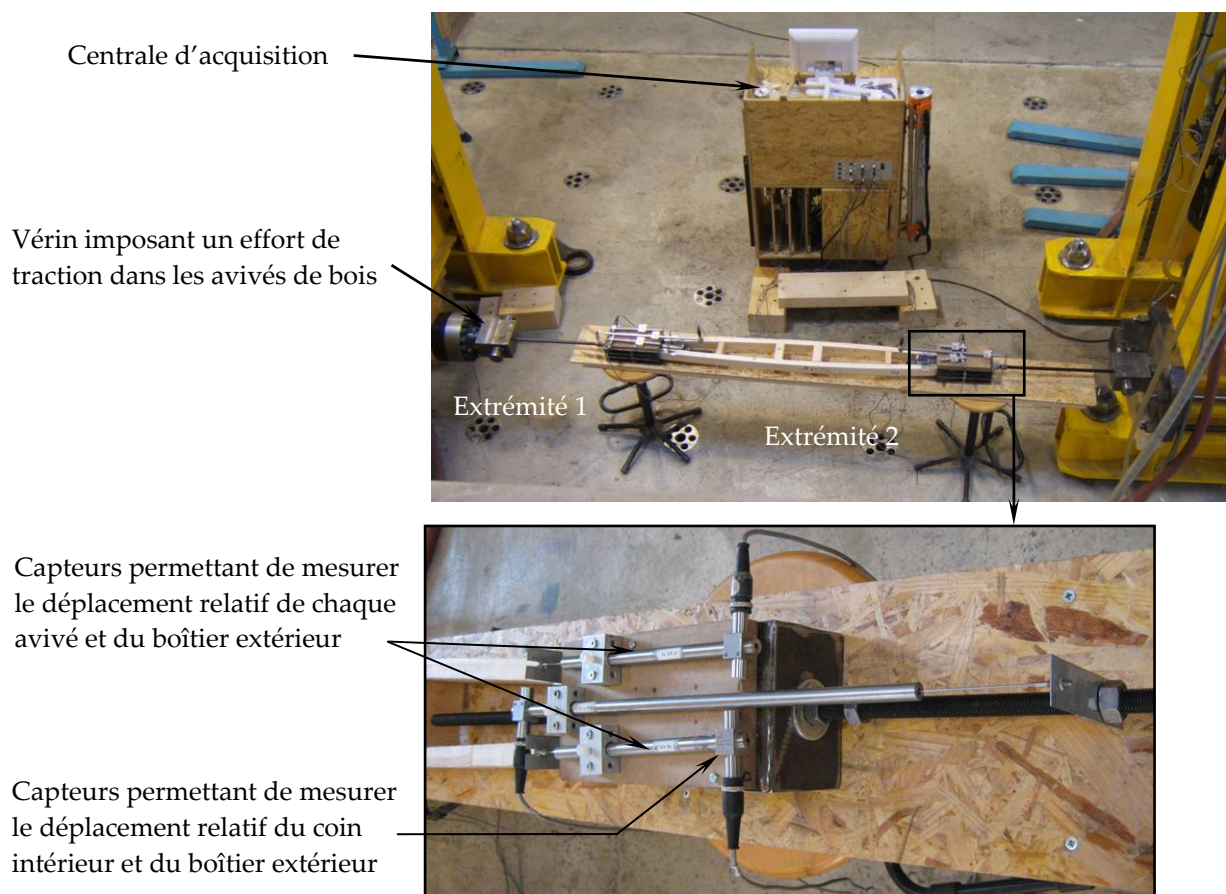 Centrale d'acquisition
Vérin imposant un effort de
traction dans les avivés de bois
Extrémité 1
Extrémité 2
Capteurs permettant de mesurer
le déplacement relatif de chaque
avivé et du boîtier extérieur
Capteurs permettant de mesurer
le déplacement relatif du coin
intérieur et du boîtier extérieur